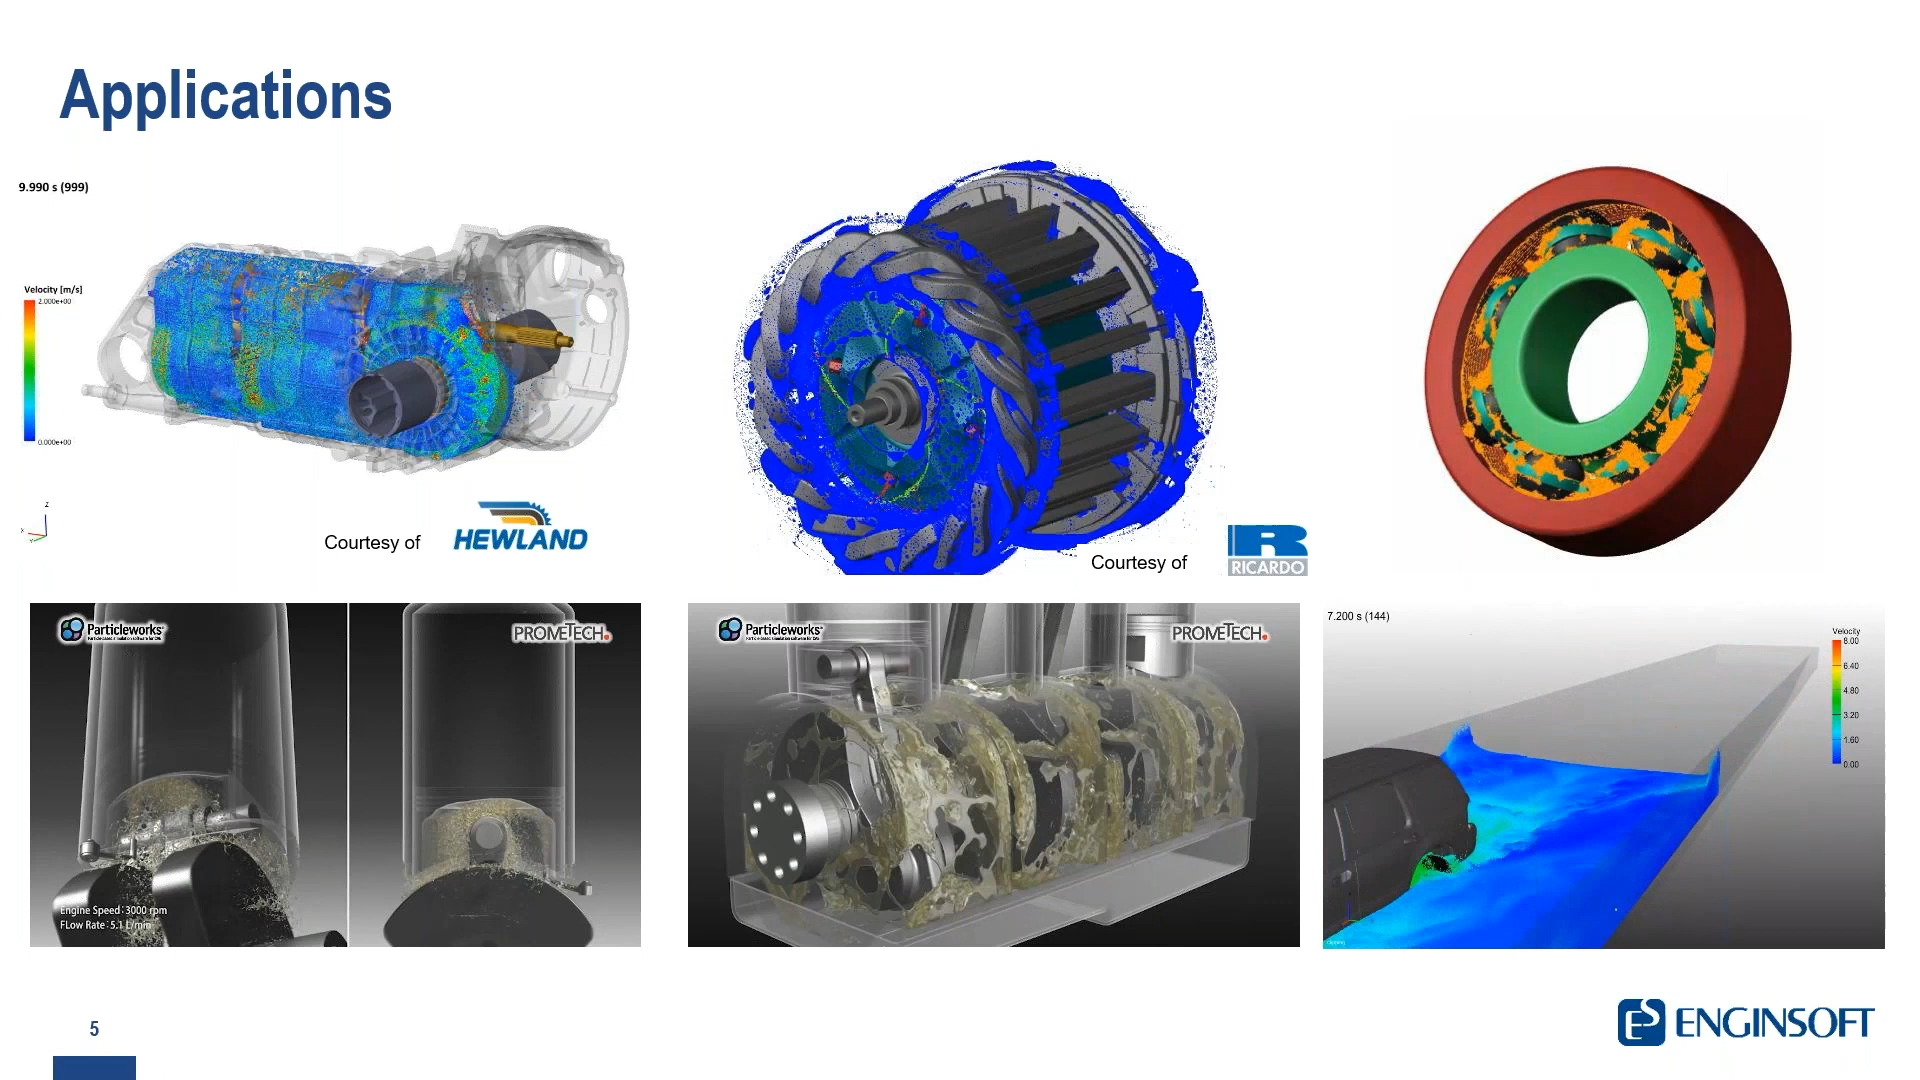 Applications
9.990 s (999)
Velocity [m/s]
2.000e+00
0.000e+00
Z
X
Y
Courtesy of
HEWLAND
Courtesy of
RICARDO
Particleworks
PROMETECH.
Engine Speed:3000 rpm
FLow Rate:5.1 L/min
Particleworks
PROMETECH.
7.200 s (144)
Velocity
8.00
6.40
4.80
3.20
1.60
0.00
5
ENGINSOFT